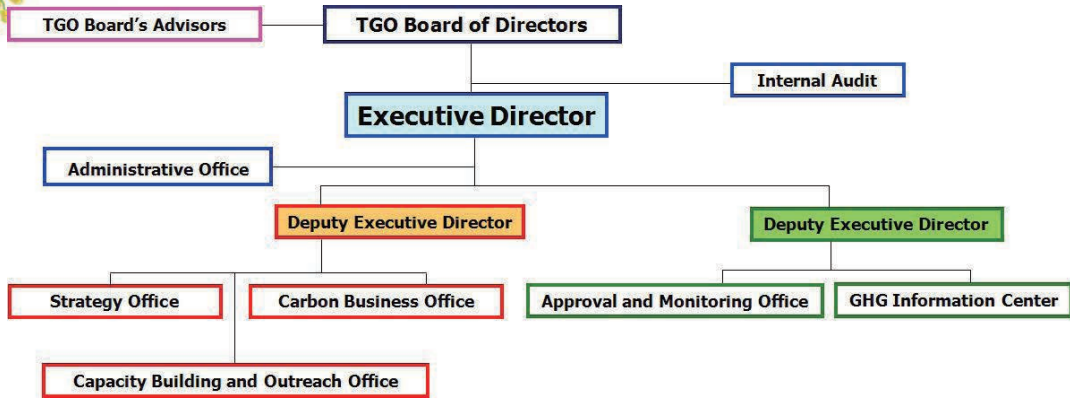 TGO Board's Advisors
TGO Board of Directors
Internal Audit
Executive Director
Administrative Office
Deputy Executive Director
Deputy Executive Director
Strategy Office
Carbon Business Office
Approval and Monitoring Office
GHG Information Center
Capacity Building and Outreach Office